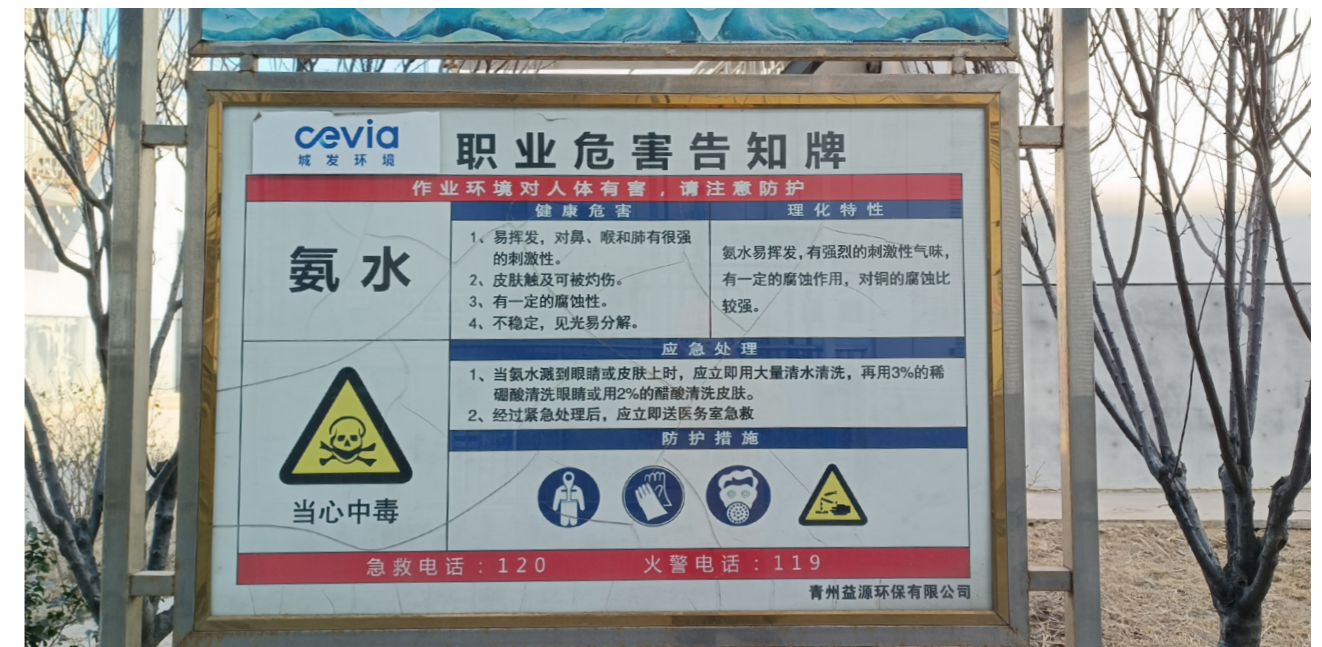 cevia
城发环境
职业危害告知牌
作业环境对人体有害，请注意防护
氨水
健康危害
1、易挥发，对鼻、喉和肺有很强
的刺激性。
2、皮肤触及可被灼伤。
3、有一定的腐蚀性。
4、不稳定，见光易分解。
理化特性
氨水易挥发，有强烈的刺激性气味，
有一定的腐蚀作用，对铜的腐蚀比
较强。
当心中毒
应急处理
1、当氨水溅到眼睛或皮肤上时，应立即用大量清水清洗，再用3%的稀
硼酸清洗眼睛或用2%的醋酸清洗皮肤。
2、经过紧急处理后，应立即送医务室急救
防护措施
急救电话：120 火警电话：119
青州益源环保有限公司